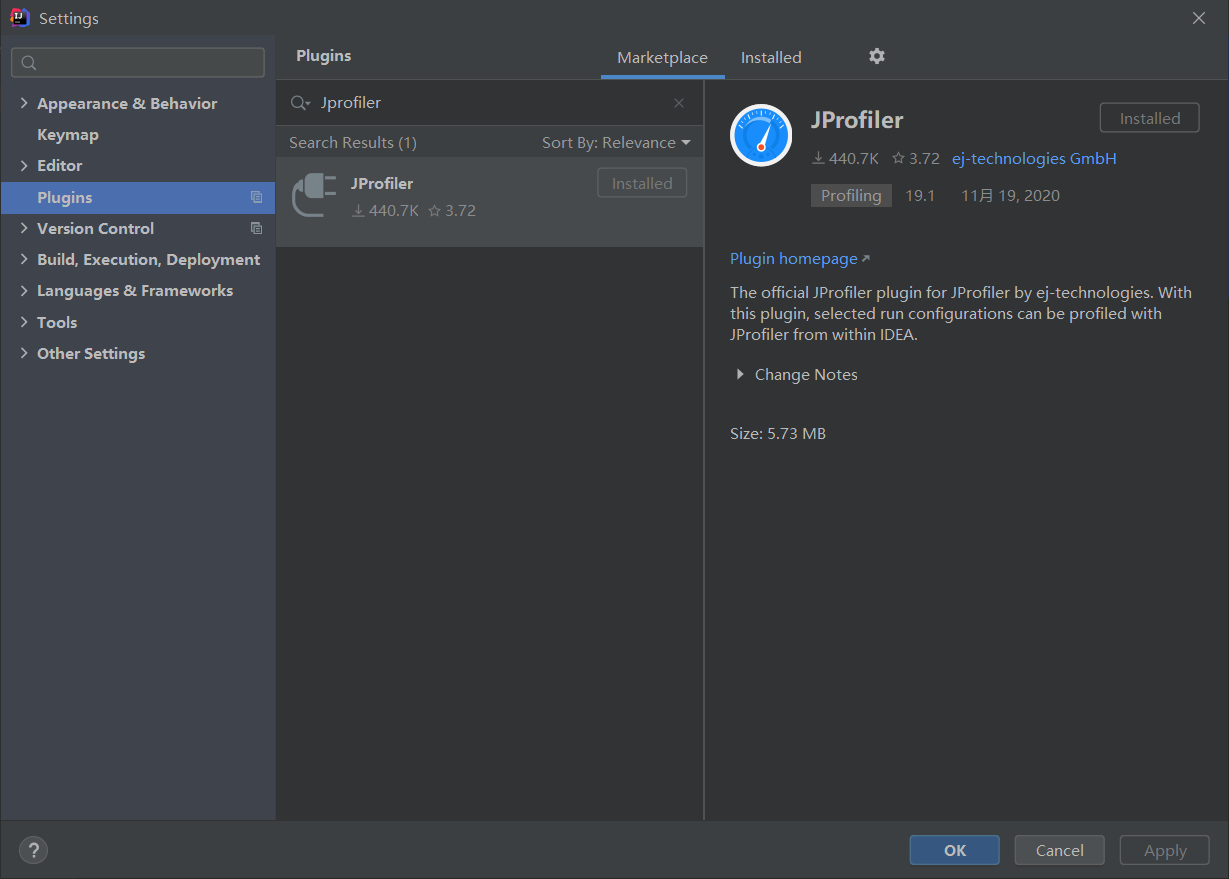 Settings
Plugins
Marketplace
Installed
Appearance & Behavior
Keymap
Editor
Plugins
Version Control
Build, Execution, Deployment
Languages & Frameworks
Tools
Other Settings
Jprofiler
Search Results (1)
Sort By: Relevance
JProfiler
Installed
440.7K
3.72
JProfiler
Installed
440.7K
3.72
ej-technologies GmbH
Profiling
19.1
11月 19, 2020
Plugin homepage
The official JProfiler plugin for JProfiler by ej-technologies. With
this plugin, selected run configurations can be profiled with
JProfiler from within IDEA.
Change Notes
Size: 5.73 MB
?
OK
Cancel
Apply